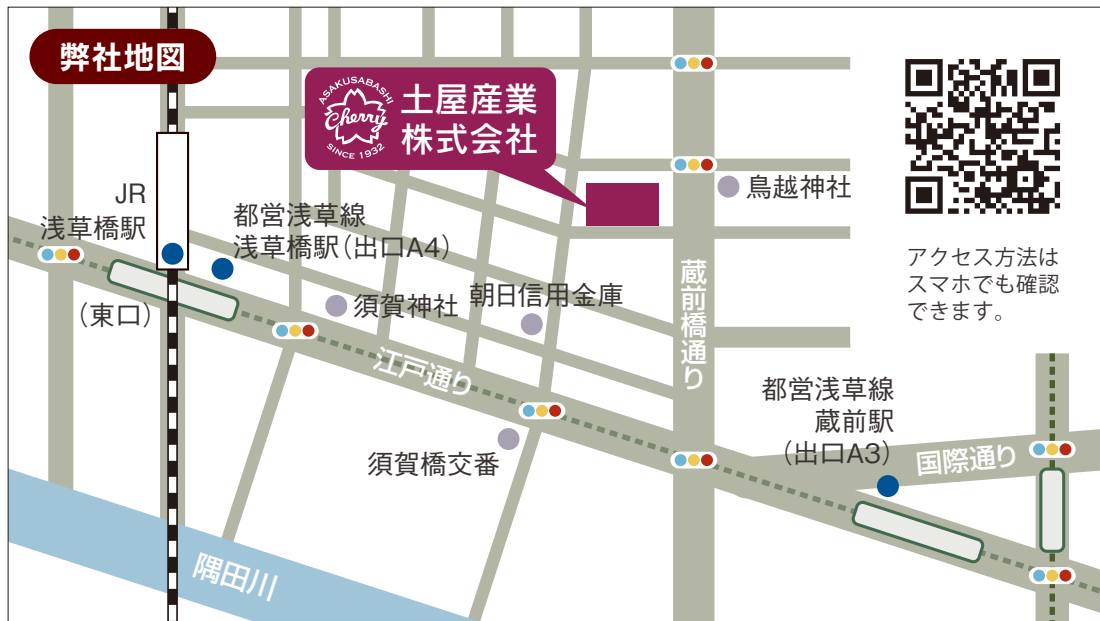 弊社地図
ASAKUSABASHI
Cherry
SINCE 1932
土屋産業
株式会社
JR
浅草橋駅
(東口)
都営浅草線
浅草橋駅(出口A4)
須賀神社
朝日信用金庫
鳥越神社
蔵前橋通り
江戸通り
須賀橋交番
都営浅草線
蔵前駅
(出口A3)
国際通り
隅田川
アクセス方法は
スマホでも確認
できます。